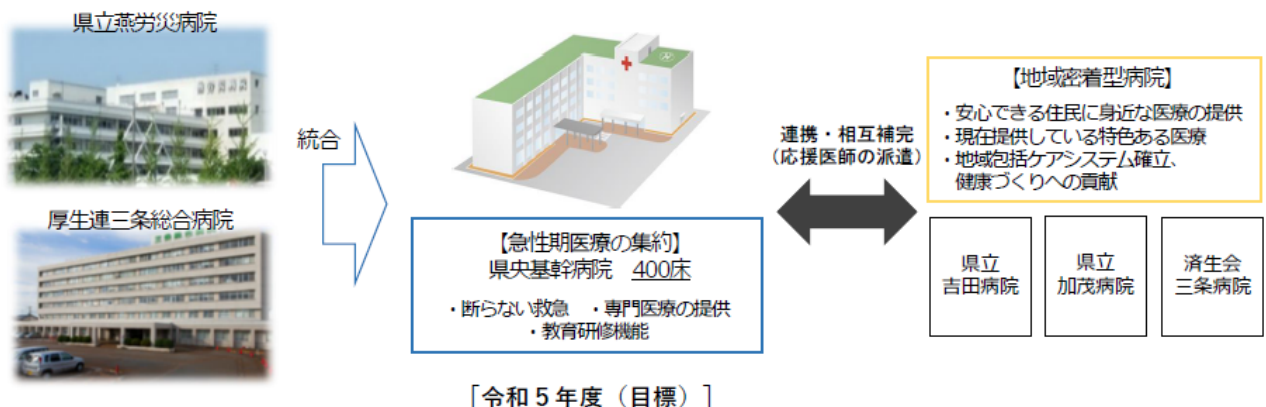 県立燕労災病院
厚生連三条総合病院
統合
【急性期医療の集約】
県央基幹病院 400床
・断らない救急 ・専門医療の提供
・教育研修機能
[令和5年度（目標）]
連携・相互補完
（応援医師の派遣）
【地域密着型病院】
・安心できる住民に身近な医療の提供
・現在提供している特色ある医療
・地域包括ケアシステム確立、
健康づくりへの貢献
県立
吉田病院
県立
加茂病院
済生会
三条病院